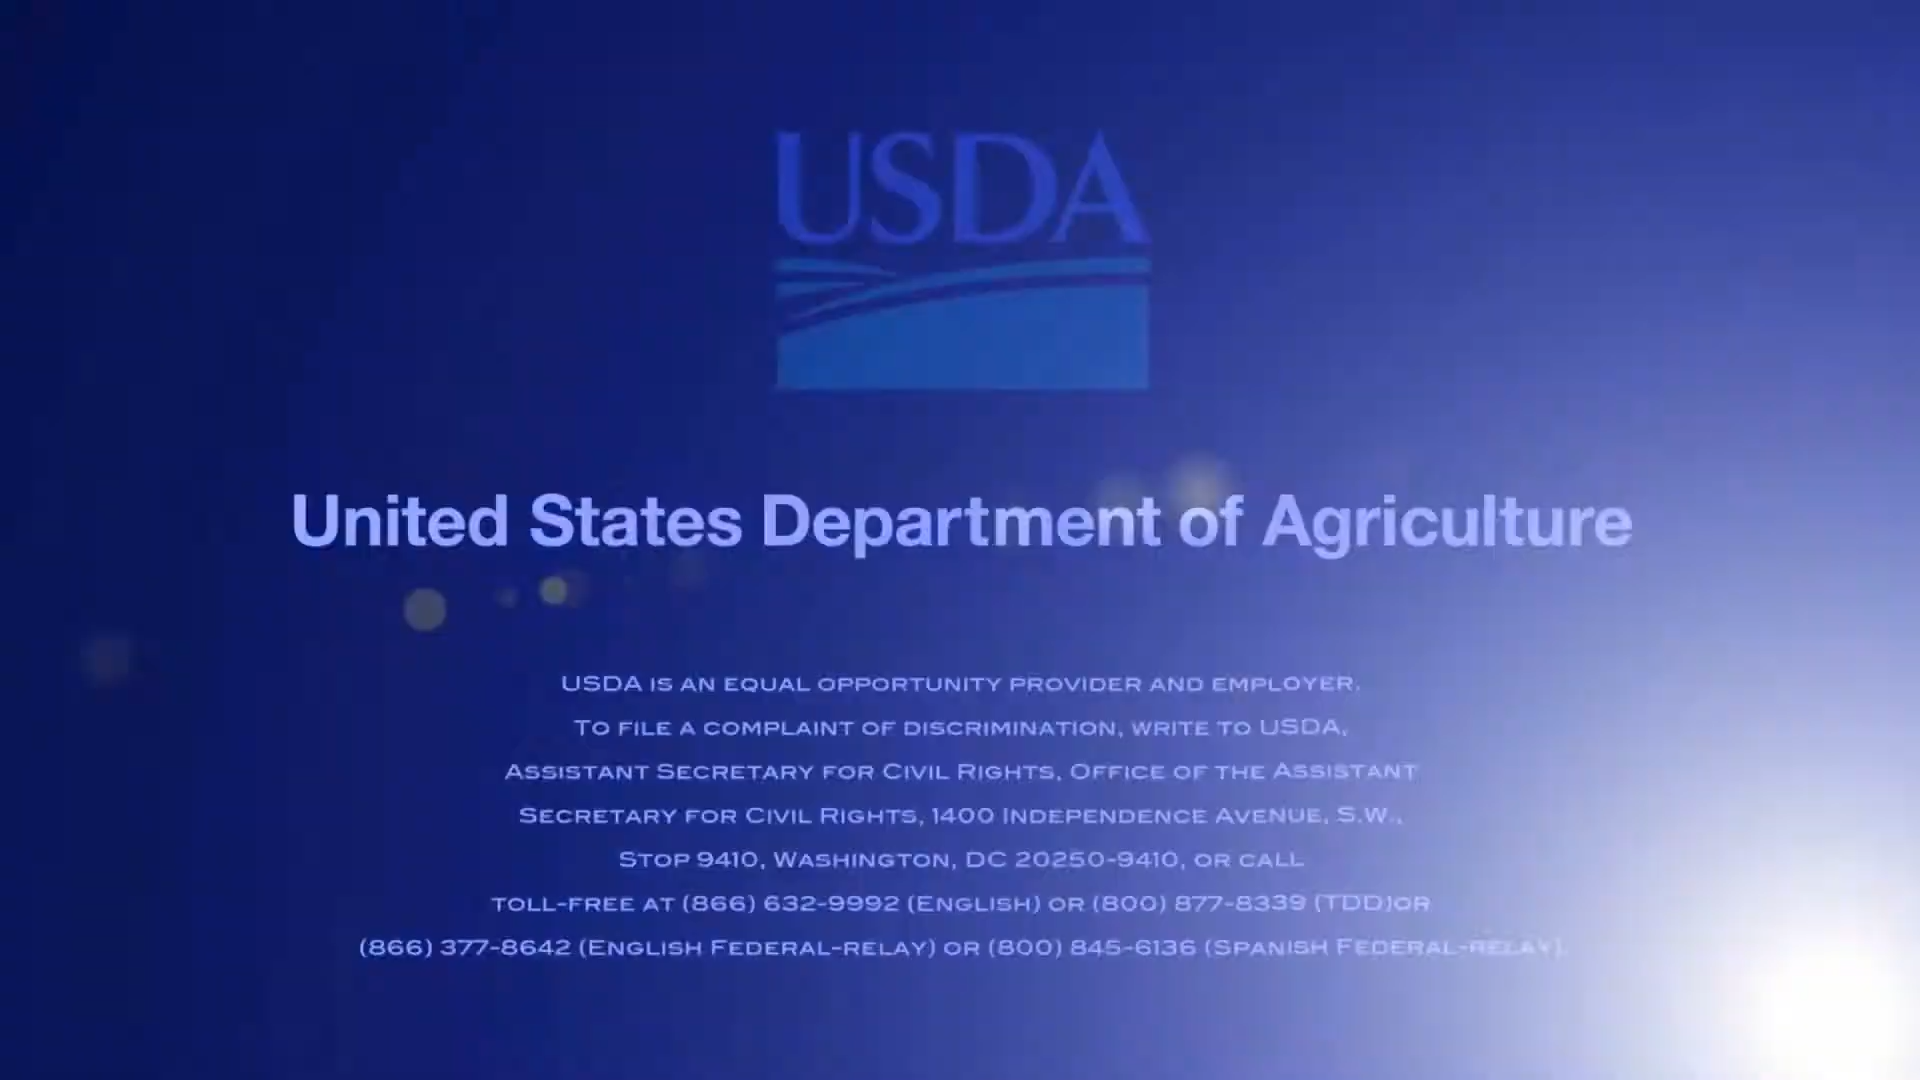 USDA
United States Department of Agriculture
USDA is an equal opportunity provider and employer.
To file a complaint of discrimination, write to USDA,
Assistant Secretary for Civil Rights, Office of the Assistant
Secretary for Civil Rights, 1400 Independence Avenue, S.W.,
Stop 9410, Washington, DC 20250-9410, or call
toll-free at (866) 632-9992 (English) or (800) 877-8339 (TDD)or
(866) 377-8642 (English Federal-relay) or (800) 845-6136 (Spanish Federal-relay).